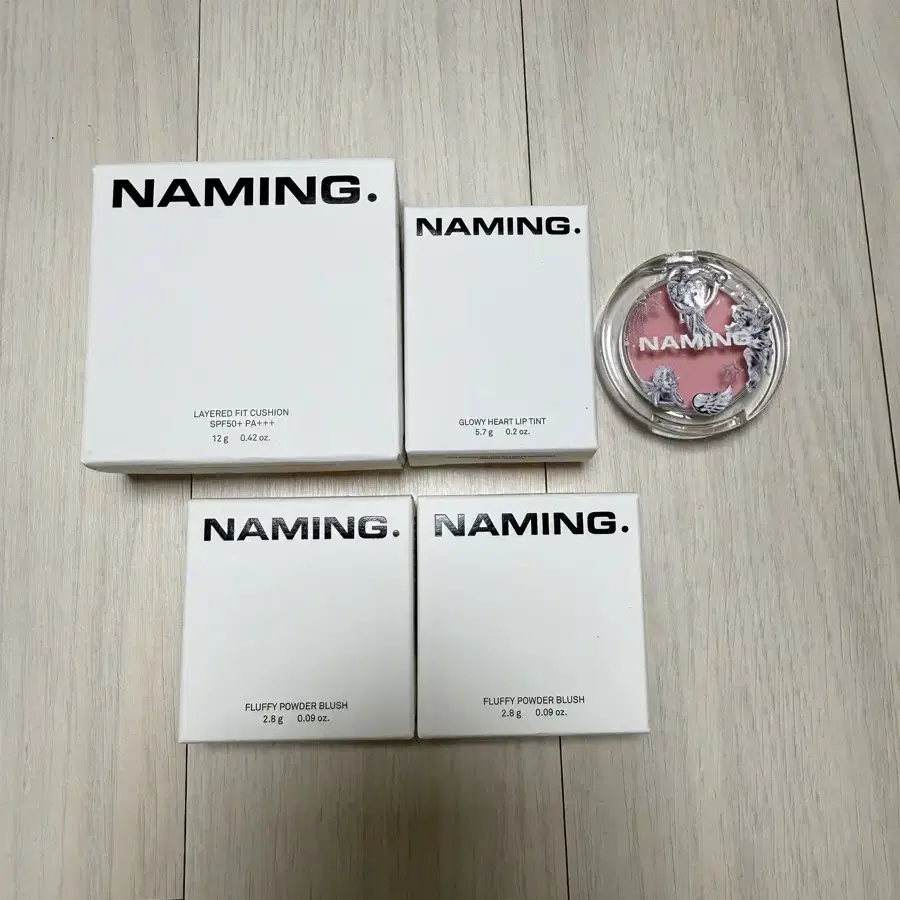 NAMING.
LAYERED FIT CUSHION
SPF50+ PA+++
12 g 0.42 oz.
NAMING.
GLOWY HEART LIP TINT
5.7 g 0.2 oz.
NAMING
NAMING.
FLUFFY POWDER BLUSH
2.8 g 0.09 oz.
NAMING.
FLUFFY POWDER BLUSH
2.8 g 0.09 oz.